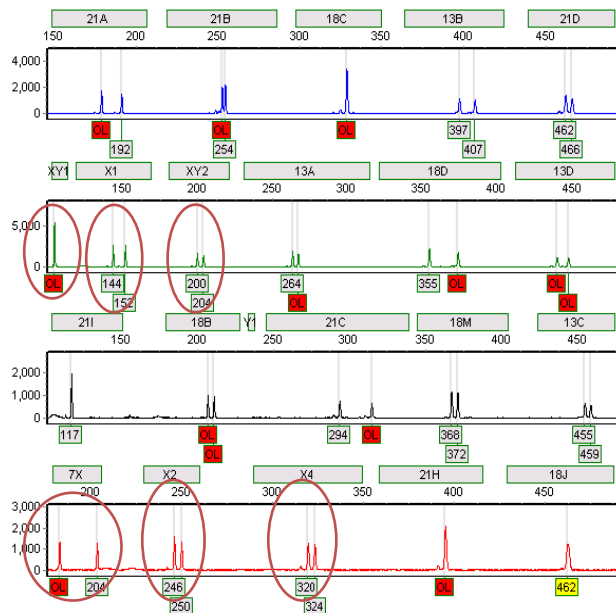 21A 21B 18C 13B 21D
150 200 250 300 350 400 450
4,000
2,000
0
OL OL OL 397 462
192 254 407 466
XY1 X1 XY2 13A 18D 13D
150 200 250 300 350 400 450
5,000
0
OL 144 200 264 355 OL OL
152 204 OL OL
21I 18B Y1 21C 18M 13C
150 200 250 300 350 400 450
2,000
1,000
0
117 OL 294 OL 368 455
OL 372 459
7X X2 X4 21H 18J
200 250 300 350 400 450
3,000
2,000
1,000
0
OL 204 246 320 OL 462
250 324